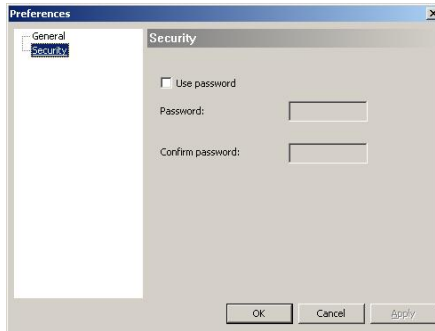 Preferences
General
Security
Security
Use password
Password:
Confirm password:
OK
Cancel
Apply